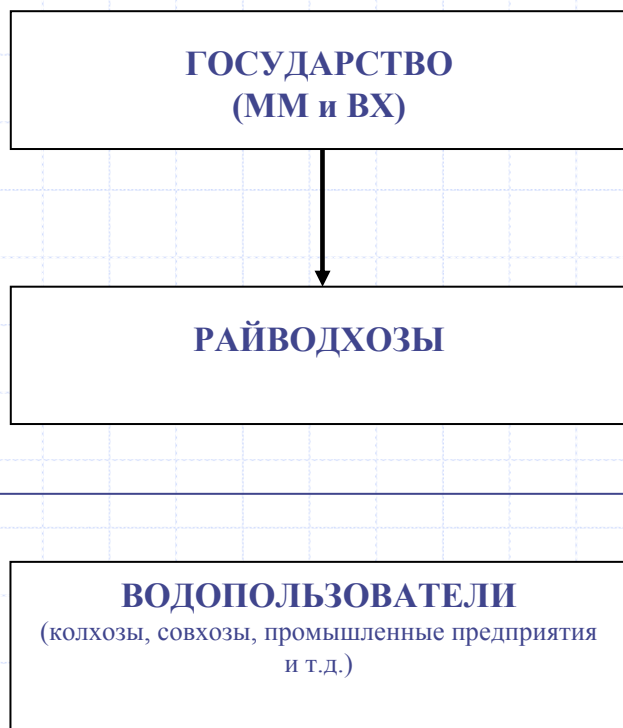 ГОСУДАРСТВО
(ММ и ВХ)
РАЙВОДХОЗЫ
ВОДОПОЛЬЗОВАТЕЛИ
(колхозы, совхозы, промышленные предприятия
и т.д.)